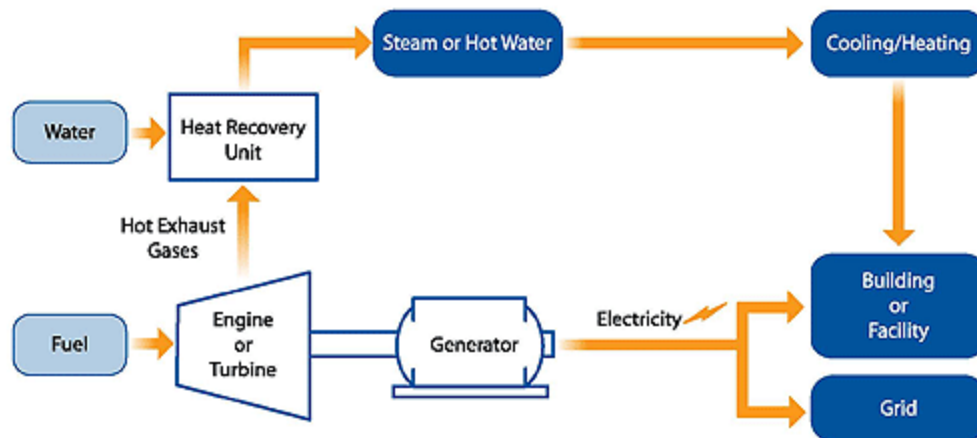 Steam or Hot Water
Cooling/Heating
Water
Heat Recovery
Unit
Hot Exhaust
Gases
Building
or
Facility
Fuel
Engine
or
Turbine
Generator
Electricity
Grid